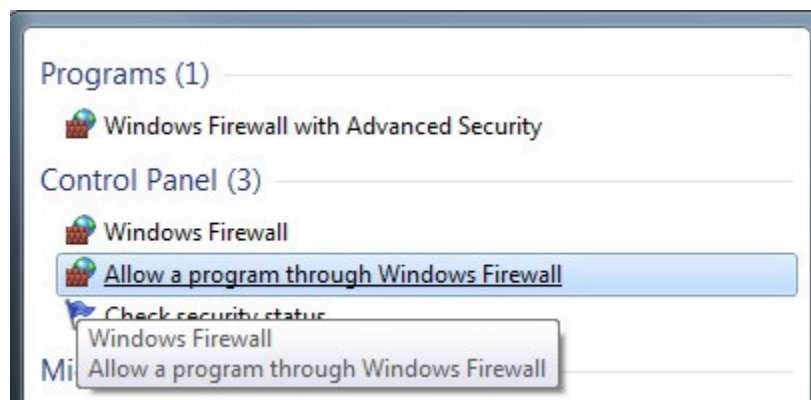 Programs (1)
Windows Firewall with Advanced Security
Control Panel (3)
Windows Firewall
Allow a program through Windows Firewall
Check security status
Windows Firewall
Allow a program through Windows Firewall